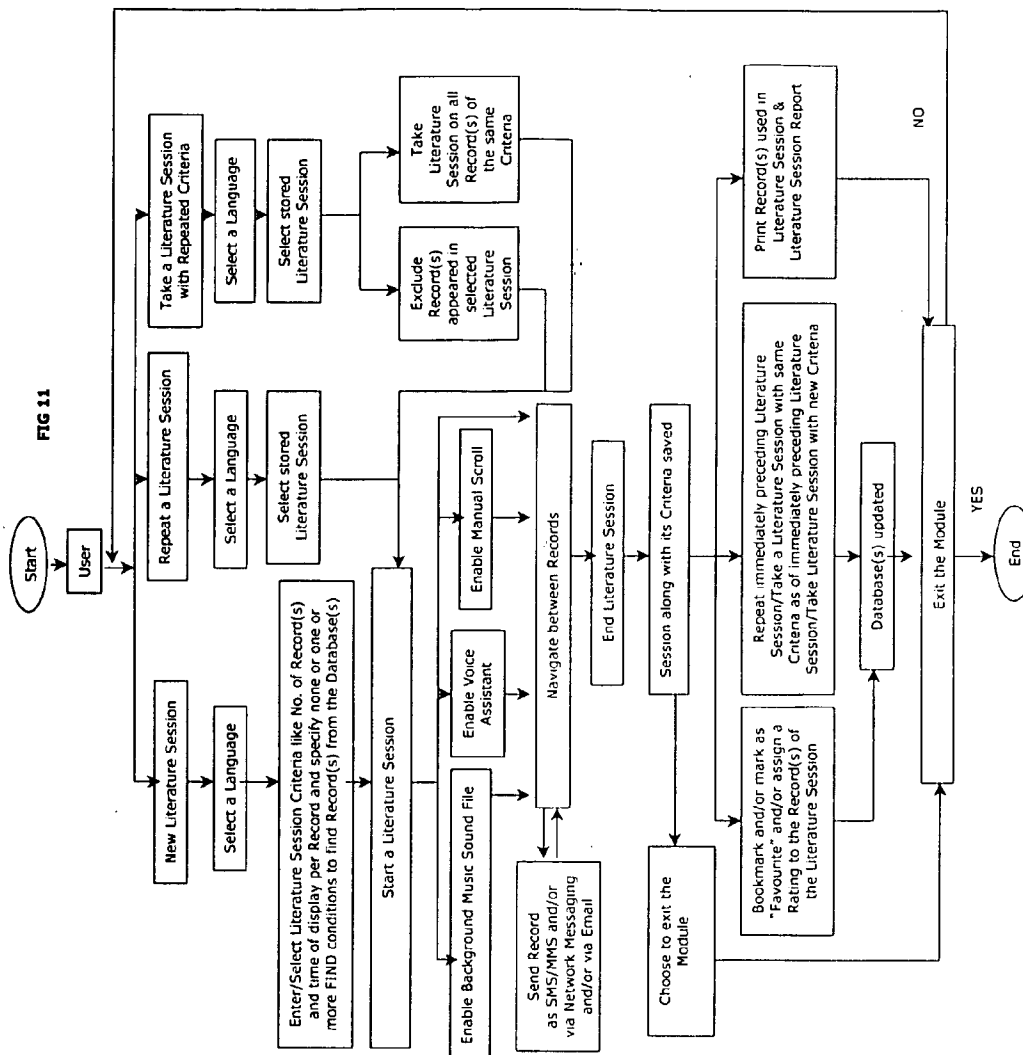 FIG 11
Start
User
New Literature Session
Select a Language
Enter/Select Literature Session Criteria like No. of Record(s)
and time of display per Record and specify none or one or
more FIND conditions to find Record(s) from the Database(s)
Repeat a Literature Session
Select a Language
Select stored
Literature Session
Take a Literature Session
with Repeated Criteria
Select a Language
Select stored
Literature Session
Exclude
Record(s)
appeared in
selected
Literature
Session
Take
Literature
Session on all
Record(s) of
the same
Criteria
Start a Literature Session
Enable Background Music Sound File
Enable Voice
Assistant
Enable Manual Scroll
Send Record
as SMS/MMS and/or
via Network Messaging
and/or via Email
Navigate between Records
End Literature Session
Session along with its Criteria saved
Choose to exit the
Module
Bookmark and/or mark as
"Favourite" and/or assign a
Rating to the Record(s) of
the Literature Session
Repeat immediately preceding Literature
Session/Take a Literature Session with same
Criteria as of immediately preceding Literature
Session/Take Literature Session with new Criteria
Print Record(s) used in
Literature Session &
Literature Session Report
Database(s) updated
Exit the Module
NO
YES
End